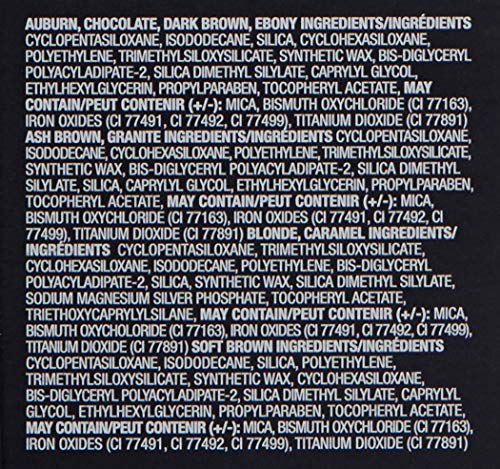 AUBURN, CHOCOLATE, DARK BROWN, EBONY INGREDIENTS/INGRÉDIENTS
CYCLOPENTASILOXANE, ISODODECANE, SILICA, CYCLOHEXASILOXANE,
POLYETHYLENE, TRIMETHYLSILOXYSILICATE, SYNTHETIC WAX, BIS-DIGLYCERYL
POLYACYLADIPATE-2, SILICA DIMETHYL SILYLATE, CAPRYLYL GLYCOL,
ETHYLHEXYLGLYCERIN, PROPYLPARABEN, TOCOPHERYL ACETATE, MAY
CONTAIN/PEUT CONTENIR (+/-): MICA, BISMUTH OXYCHLORIDE (CI 77163),
IRON OXIDES (CI 77491, CI 77492, CI 77499), TITANIUM DIOXIDE (CI 77891)
ASH BROWN, GRANITE INGREDIENTS/INGRÉDIENTS CYCLOPENTASILOXANE,
ISODODECANE, CYCLOHEXASILOXANE, POLYETHYLENE, TRIMETHYLSILOXYSILICATE,
SYNTHETIC WAX, BIS-DIGLYCERYL POLYACYLADIPATE-2, SILICA DIMETHYL
SILYLATE, SILICA, CAPRYLYL GLYCOL, ETHYLHEXYLGLYCERIN, PROPYLPARABEN,
TOCOPHERYL ACETATE, MAY CONTAIN/PEUT CONTENIR (+/-): MICA,
BISMUTH OXYCHLORIDE (CI 77163), IRON OXIDES (CI 77491, CI 77492, CI
77499), TITANIUM DIOXIDE (CI 77891) BLONDE, CARAMEL INGREDIENTS/
INGRÉDIENTS CYCLOPENTASILOXANE, TRIMETHYLSILOXYSILICATE,
CYCLOHEXASILOXANE, ISODODECANE, POLYETHYLENE, BIS-DIGLYCERYL
POLYACYLADIPATE-2, SILICA, SYNTHETIC WAX, SILICA DIMETHYL SILYLATE,
SODIUM MAGNESIUM SILVER PHOSPHATE, TOCOPHERYL ACETATE,
TRIETHOXYCAPRYLYLSILANE, MAY CONTAIN/PEUT CONTENIR (+/-): MICA,
BISMUTH OXYCHLORIDE (CI 77163), IRON OXIDES (CI 77491, CI 77492, CI 77499),
TITANIUM DIOXIDE (CI 77891) SOFT BROWN INGREDIENTS/INGRÉDIENTS
CYCLOPENTASILOXANE, ISODODECANE, SILICA, POLYETHYLENE,
TRIMETHYLSILOXYSILICATE, SYNTHETIC WAX, CYCLOHEXASILOXANE,
BIS-DIGLYCERYL POLYACYLADIPATE-2, SILICA DIMETHYL SILYLATE, CAPRYLYL
GLYCOL, ETHYLHEXYLGLYCERIN, PROPYLPARABEN, TOCOPHERYL ACETATE,
MAY CONTAIN/PEUT CONTENIR (+/-): MICA, BISMUTH OXYCHLORIDE (CI 77163),
IRON OXIDES (CI 77491, CI 77492, CI 77499), TITANIUM DIOXIDE (CI 77891)